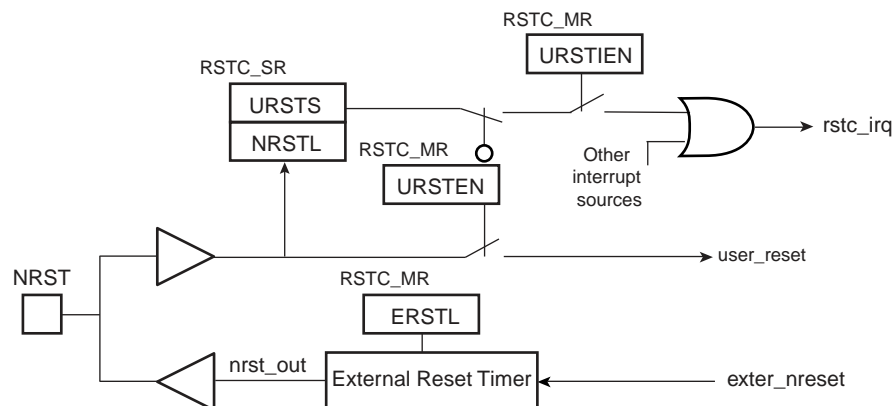 RSTC_MR
URSTIEN
RSTC_SR
URSTS
NRSTL
rstc_irq
RSTC_MR
URSTEN
Other
interrupt
sources
user_reset
NRST
RSTC_MR
ERSTL
nrst_out
External Reset Timer
exter_nreset